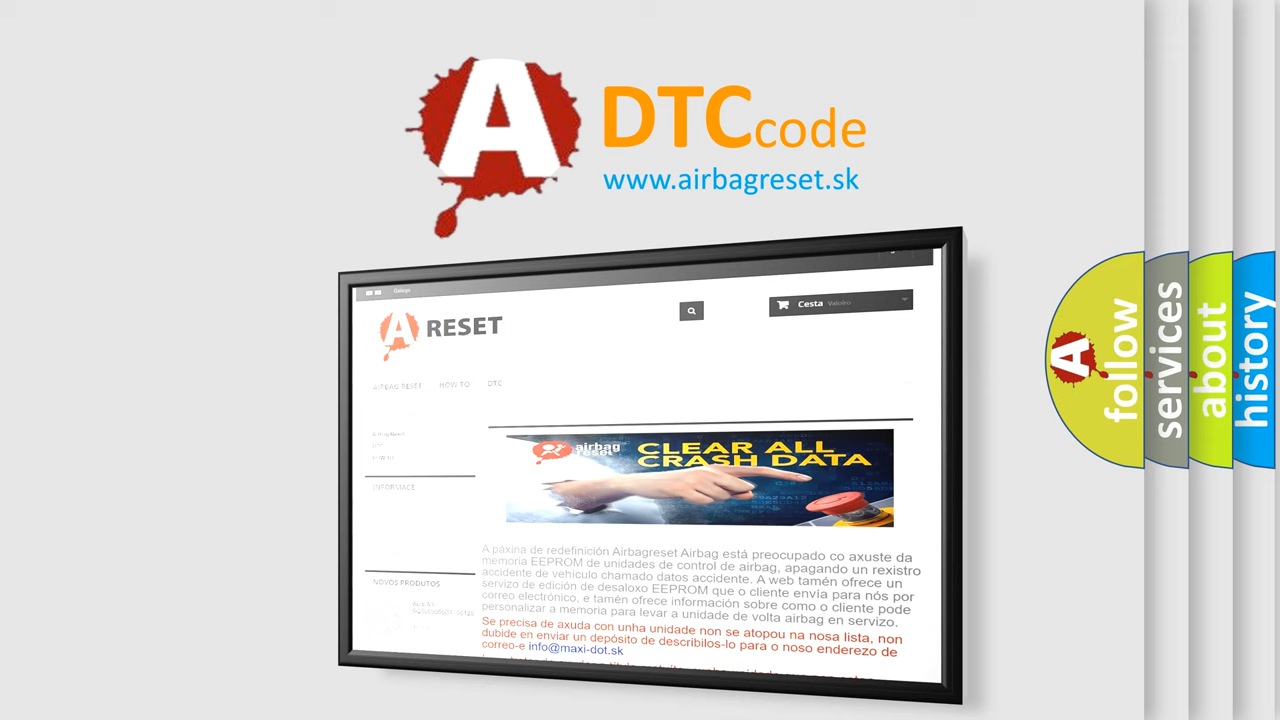 A
DTC code
www.airbagreset.sk
Galego
A RESET
Cesta Valeiro
AIRBAG RESET HOW TO DTC
INFORMACE
NOVOS PRODUTOS
airbag
reset
CLEAR ALL
CRASH DATA
A páxina de redefinición Airbagreset Airbag está preocupado co axuste da
memoria EEPROM de unidades de control de airbag, apagando un rexistro
accidente de vehículo chamado datos accidente. A web tamén ofrece un
servizo de edición de desaloxo EEPROM que o cliente envía para nós por
correo electrónico, e tamén ofrece información sobre como o cliente pode
personalizar a memoria para levar a unidade de volta airbag en servizo.
Se precisa de axuda con unha unidade non se atopou na nosa lista, non
dubide en enviar un depósito de describilos-lo para o noso enderezo de
correo-e info@maxi-dot.sk
A
follow
services
about
history